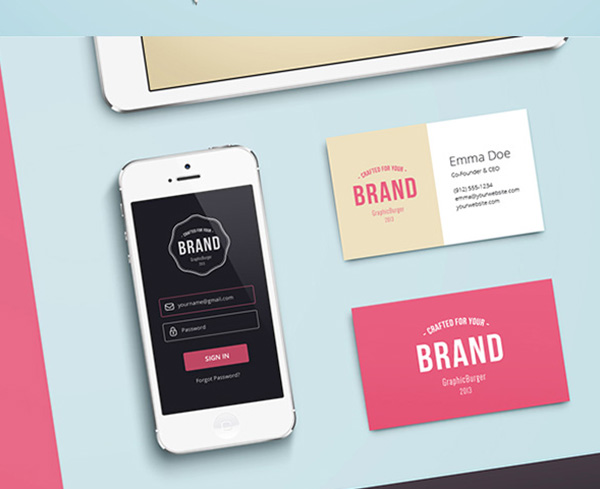 CRAFTED FOR YOUR
BRAND
GraphicBurger
2013
yourname@gmail.com
Password
SIGN IN
Forgot Password?
- CRAFTED FOR YOUR -
BRAND
GraphicBurger
2013
Emma Doe
Co-Founder & CEO
(912) 555-1234
emma@yourwebsite.com
yourwebsite.com
- CRAFTED FOR YOUR -
BRAND
GraphicBurger
2013